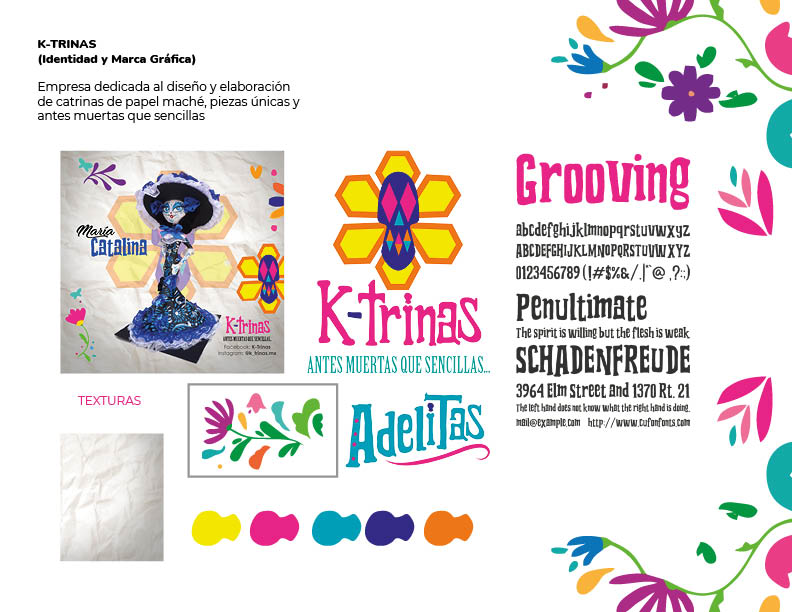 K-TRINAS
(Identidad y Marca Gráfica)
Empresa dedicada al diseño y elaboración
de catrinas de papel maché, piezas únicas y
antes muertas que sencillas
María
Catalina
K-Trinas
ANTES MUERTAS QUE SENCILLAS...
Facebook: K-Trinas
Instagram: @k_trinas.mx
K-Trinas
ANTES MUERTAS QUE SENCILLAS...
Grooving
abcdefghijklmnopqrstuvwxyz
ABCDEFGHIJKLMNOPQRSTUVWXYZ
0123456789 (!#$%&/.|*`@ ,?:;)
Penultimate
The spirit is willing but the flesh is weak
SCHADENFREUDE
3964 Elm Street and 1370 Rt. 21
The left hand does not know what the right hand is doing.
mail@example.com http://www.cufonfonts.com
TEXTURAS
Adelitas